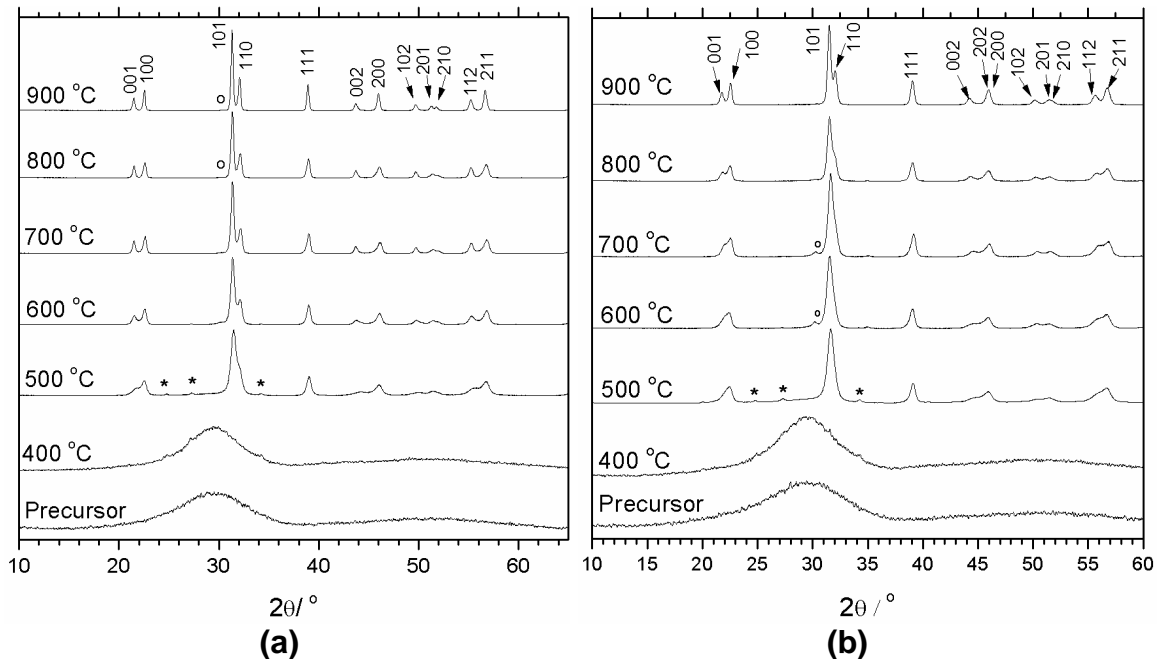 001
100
101
110
111
002
200
102
201
210
112
211
900 °C
o
800 °C
o
700 °C
600 °C
500 °C
* * *
400 °C
Precursor
10 20 30 40 50 60
2θ/ °
(a)
001
100
101
110
111
002
202
200
102
201
210
112
211
900 °C
800 °C
700 °C
o
600 °C
o
500 °C
* * *
400 °C
Precursor
10 15 20 25 30 35 40 45 50 55 60
2θ / °
(b)